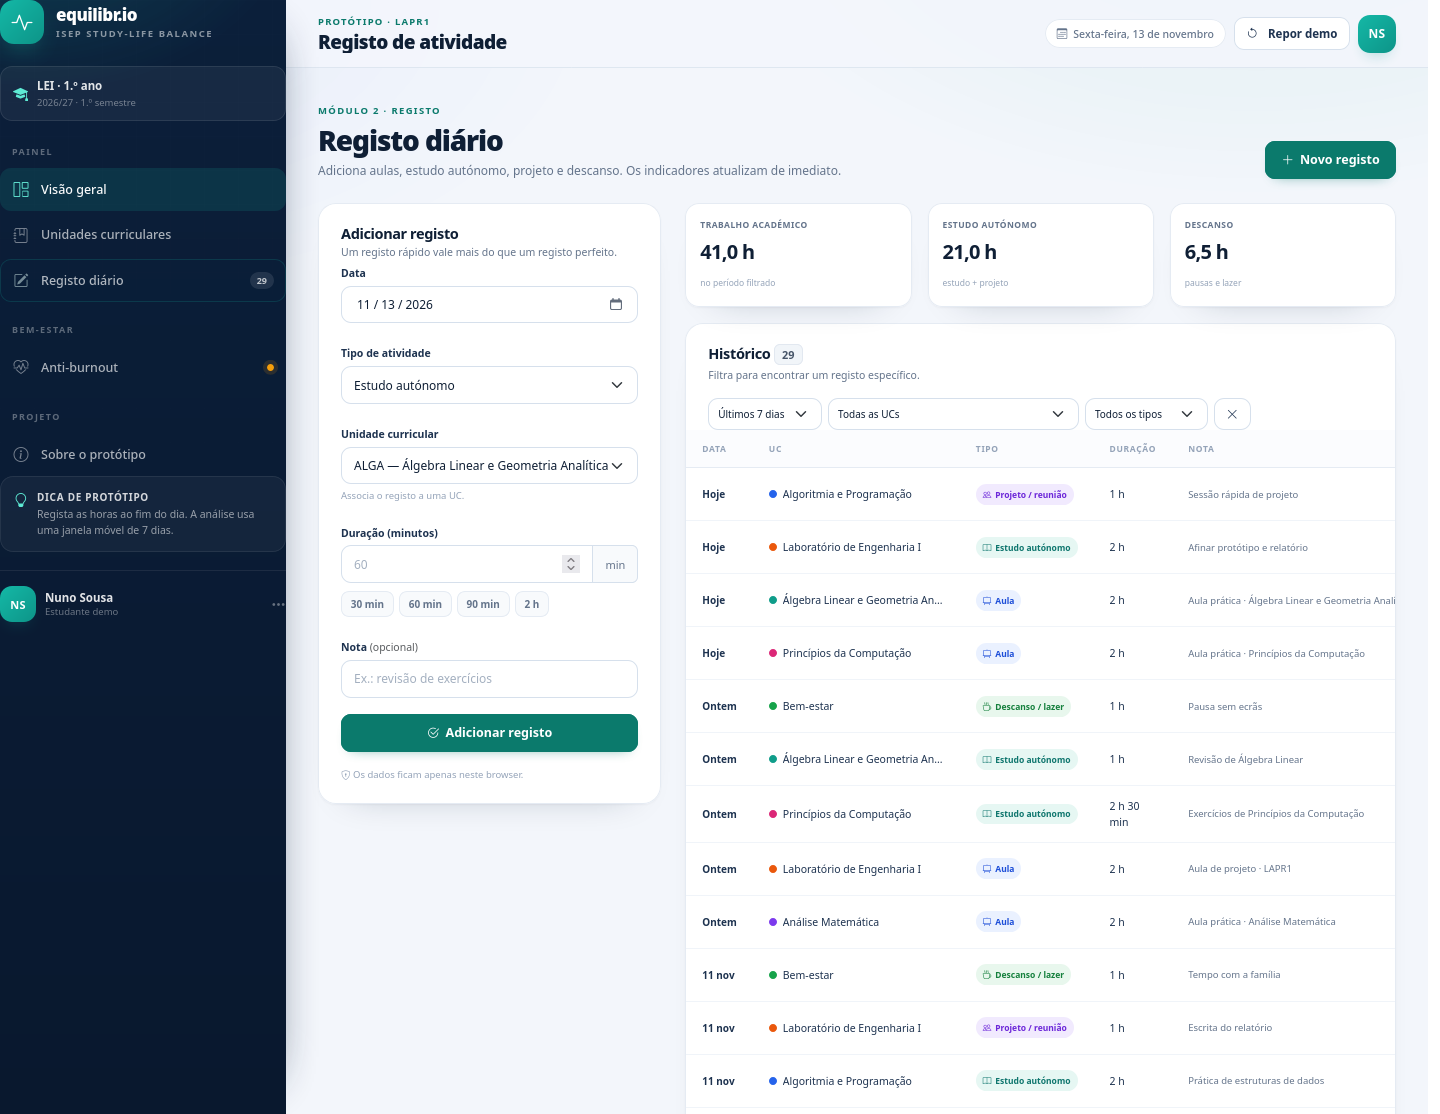 equilibr.io
ISEP STUDY-LIFE BALANCE
LEI · 1.º ano
2026/27 · 1.º semestre
PAINEL
Visão geral
Unidades curriculares
Registo diário
29
BEM-ESTAR
Anti-burnout
PROJETO
Sobre o protótipo
DICA DE PROTÓTIPO
Regista as horas ao fim do dia. A análise usa
uma janela móvel de 7 dias.
NS
Nuno Sousa
Estudante demo
PROTÓTIPO · LAPR1
Registo de atividade
Sexta-feira, 13 de novembro
Repor demo
NS
MÓDULO 2 · REGISTO
Registo diário
Adiciona aulas, estudo autónomo, projeto e descanso. Os indicadores atualizam de imediato.
Novo registo
Adicionar registo
Um registo rápido vale mais do que um registo perfeito.
Data
11 / 13 / 2026
Tipo de atividade
Estudo autónomo
Unidade curricular
ALGA — Álgebra Linear e Geometria Analítica
Associa o registo a uma UC.
Duração (minutos)
60
min
30 min 60 min 90 min 2 h
Nota (opcional)
Ex.: revisão de exercícios
Adicionar registo
Os dados ficam apenas neste browser.
TRABALHO ACADÉMICO
41,0 h
no período filtrado
ESTUDO AUTÓNOMO
21,0 h
estudo + projeto
DESCANSO
6,5 h
pausas e lazer
Histórico 29
Filtra para encontrar um registo específico.
Últimos 7 dias Todas as UCs Todos os tipos
DATA UC TIPO DURAÇÃO NOTA
Hoje Algoritmia e Programação Projeto / reunião 1 h Sessão rápida de projeto
Hoje Laboratório de Engenharia I Estudo autónomo 2 h Afinar protótipo e relatório
Hoje Álgebra Linear e Geometria An... Aula 2 h Aula prática · Álgebra Linear e Geometria Anali
Hoje Princípios da Computação Aula 2 h Aula prática · Princípios da Computação
Ontem Bem-estar Descanso / lazer 1 h Pausa sem ecrãs
Ontem Álgebra Linear e Geometria An... Estudo autónomo 1 h Revisão de Álgebra Linear
Ontem Princípios da Computação Estudo autónomo 2 h 30 min Exercícios de Princípios da Computação
Ontem Laboratório de Engenharia I Aula 2 h Aula de projeto · LAPR1
Ontem Análise Matemática Aula 2 h Aula prática · Análise Matemática
11 nov Bem-estar Descanso / lazer 1 h Tempo com a família
11 nov Laboratório de Engenharia I Projeto / reunião 1 h Escrita do relatório
11 nov Algoritmia e Programação Estudo autónomo 2 h Prática de estruturas de dados